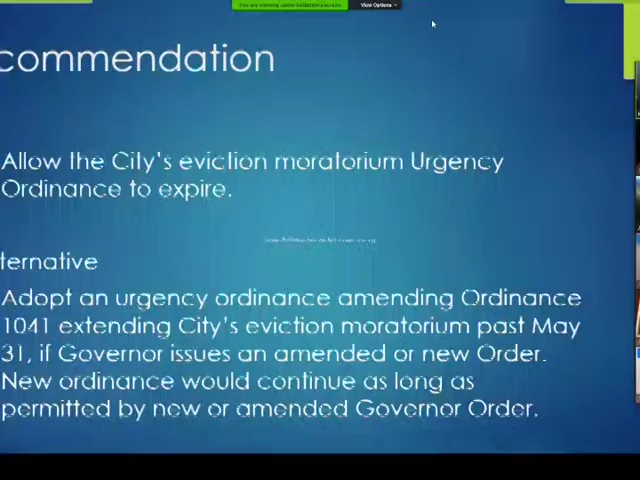 View Options
commendation
Allow the City's eviction moratorium Urgency
Ordinance to expire.
ternative
Adopt an urgency ordinance amending Ordinance
1041 extending City's eviction moratorium past May
31, if Governor issues an amended or new Order.
New ordinance would continue as long as
permitted by new or amended Governor Order.